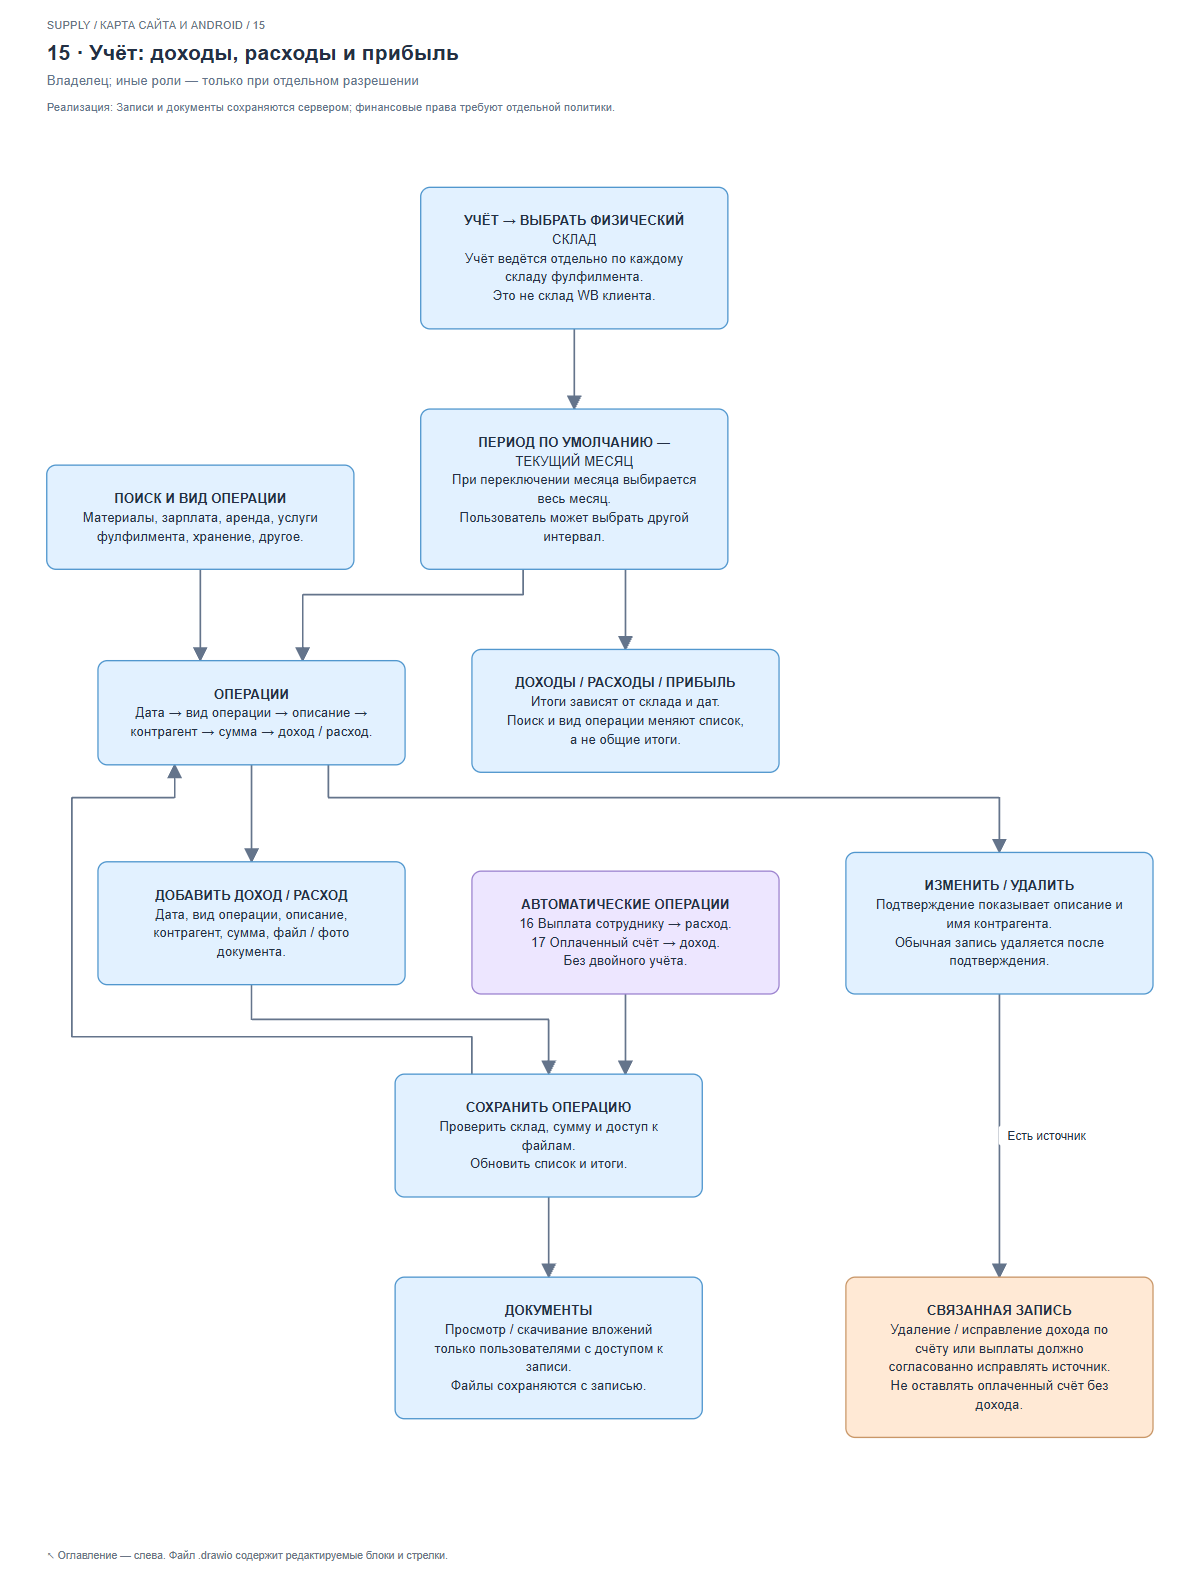 SUPPLY / КАРТА САЙТА И ANDROID / 15
15 · Учёт: доходы, расходы и прибыль
Владелец; иные роли — только при отдельном разрешении
Реализация: Записи и документы сохраняются сервером; финансовые права требуют отдельной политики.
УЧЁТ → ВЫБРАТЬ ФИЗИЧЕСКИЙ
СКЛАД
Учёт ведётся отдельно по каждому
складу фулфилмента.
Это не склад WB клиента.
ПЕРИОД ПО УМОЛЧАНИЮ —
ТЕКУЩИЙ МЕСЯЦ
При переключении месяца выбирается
весь месяц.
Пользователь может выбрать другой
интервал.
ПОИСК И ВИД ОПЕРАЦИИ
Материалы, зарплата, аренда, услуги
фулфилмента, хранение, другое.
ОПЕРАЦИИ
Дата → вид операции → описание →
контрагент → сумма → доход / расход.
ДОХОДЫ / РАСХОДЫ / ПРИБЫЛЬ
Итоги зависят от склада и дат.
Поиск и вид операции меняют список,
а не общие итоги.
ДОБАВИТЬ ДОХОД / РАСХОД
Дата, вид операции, описание,
контрагент, сумма, файл / фото
документа.
АВТОМАТИЧЕСКИЕ ОПЕРАЦИИ
16 Выплата сотруднику → расход.
17 Оплаченный счёт → доход.
Без двойного учёта.
ИЗМЕНИТЬ / УДАЛИТЬ
Подтверждение показывает описание и
имя контрагента.
Обычная запись удаляется после
подтверждения.
СОХРАНИТЬ ОПЕРАЦИЮ
Проверить склад, сумму и доступ к
файлам.
Обновить список и итоги.
Есть источник
ДОКУМЕНТЫ
Просмотр / скачивание вложений
только пользователями с доступом к
записи.
Файлы сохраняются с записью.
СВЯЗАННАЯ ЗАПИСЬ
Удаление / исправление дохода по
счёту или выплаты должно
согласованно исправлять источник.
Не оставлять оплаченный счёт без
дохода.
↖ Оглавление — слева. Файл .drawio содержит редактируемые блоки и стрелки.